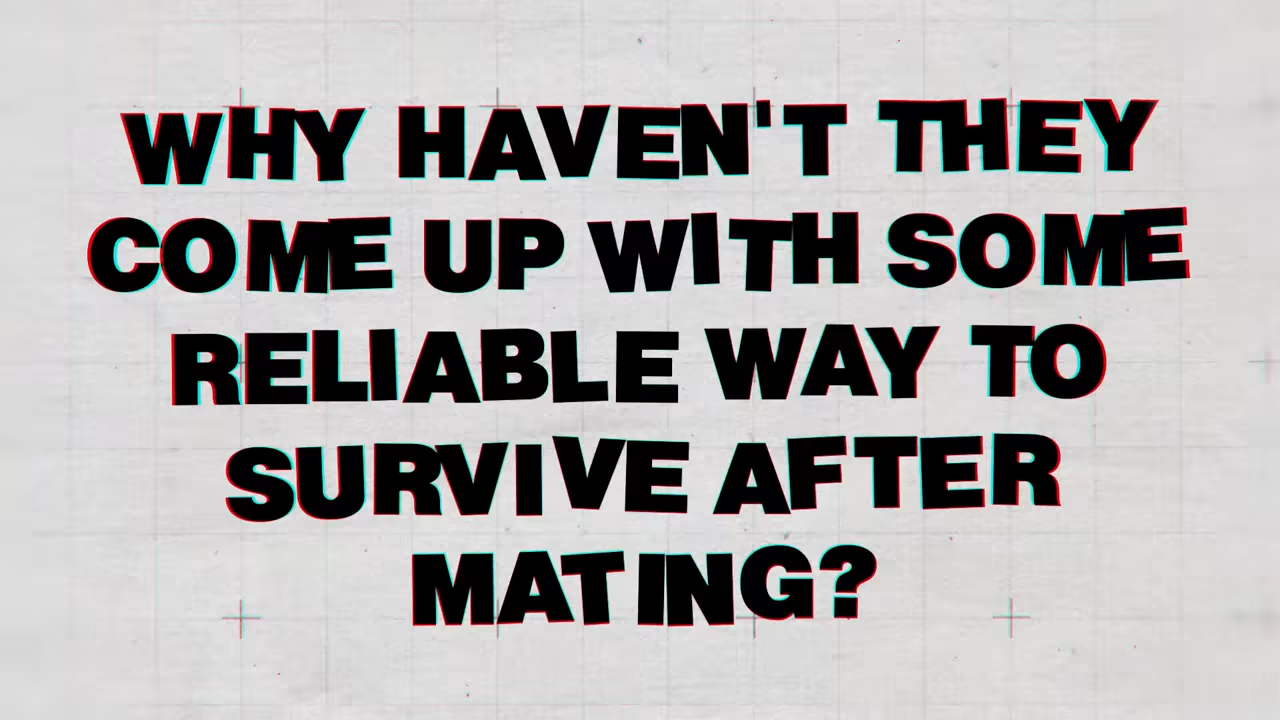 WHY HAVEN'T THEY
COME UP WITH SOME
RELIABLE WAY TO
SURVIVE AFTER
MATING?